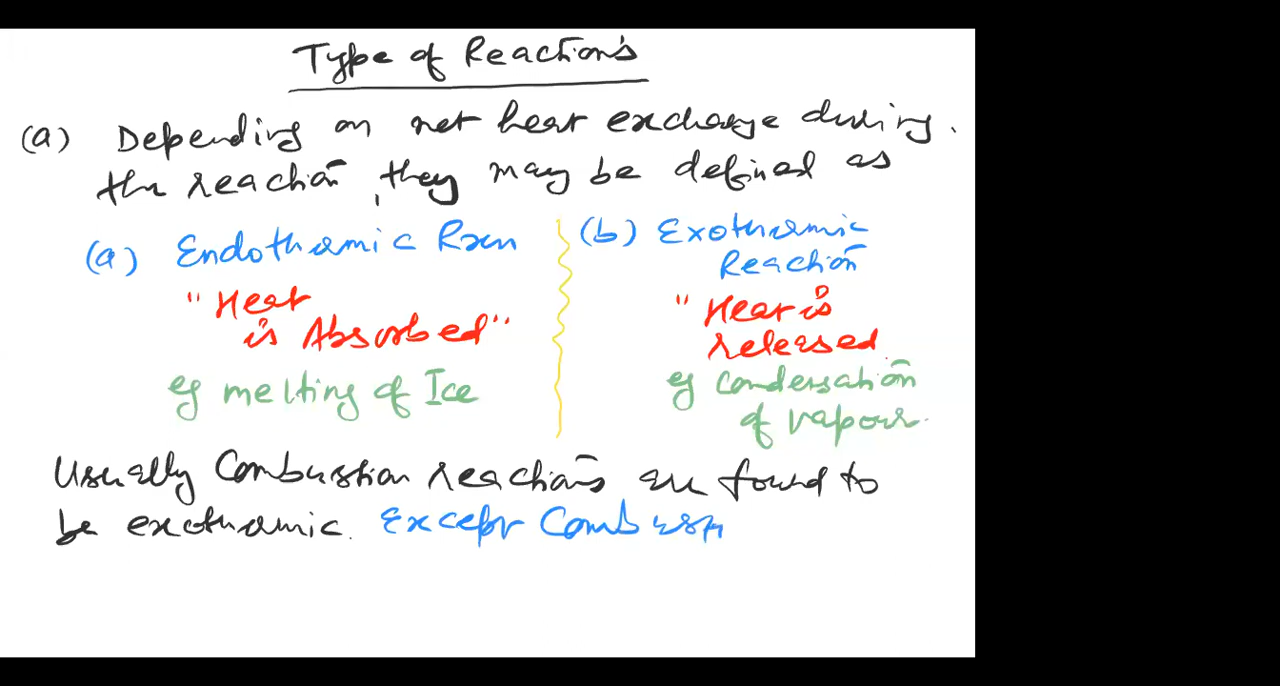 Type of Reactions
(a) Depending on net heat exchange during.
the reaction, they may be defined as
(a) Endothermic Rxn
"Heat
is Absorbed"
eg melting of Ice
(b) Exothermic
Reaction
"Heat is
released
eg Condensation
of vapour.
Usually Combustion reactions are found to
be exothermic. Except Combust